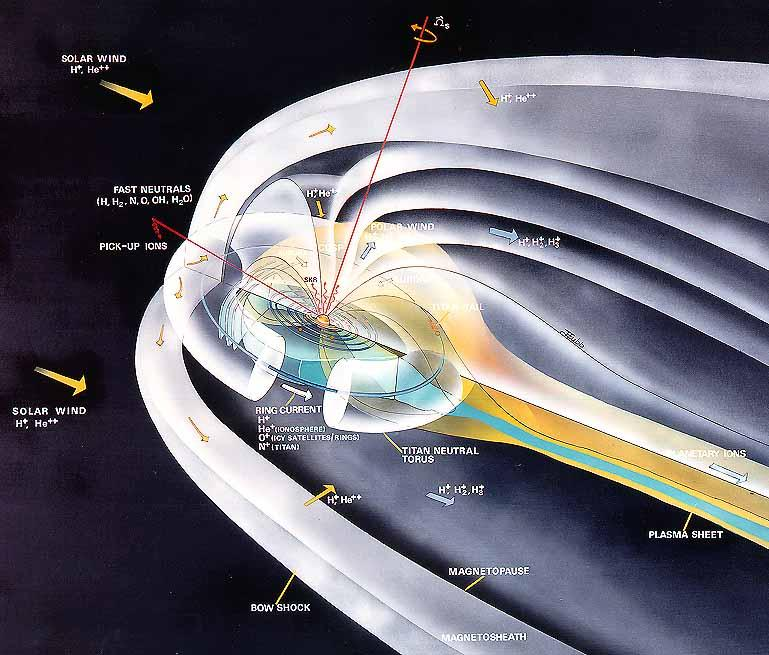 Ωs
SOLAR WIND
H⁺, He⁺⁺
H⁺, He⁺⁺
FAST NEUTRALS
(H, H₂, N, O, OH, H₂O)
H⁺He⁺
PICK-UP IONS
POLAR WIND
CUSP
H⁺, H₂⁺, H₃⁺
SKR
TITAN TAIL
RING CURRENT
H⁺
He⁺(IONOSPHERE)
O⁺(ICY SATELLITES/RINGS)
N⁺(TITAN)
SOLAR WIND
H⁺, He⁺⁺
TITAN NEUTRAL
TORUS
PLANETARY IONS
H⁺He⁺⁺
H⁺, H₂⁺, H₃⁺
PLASMA SHEET
MAGNETOPAUSE
BOW SHOCK
MAGNETOSHEATH